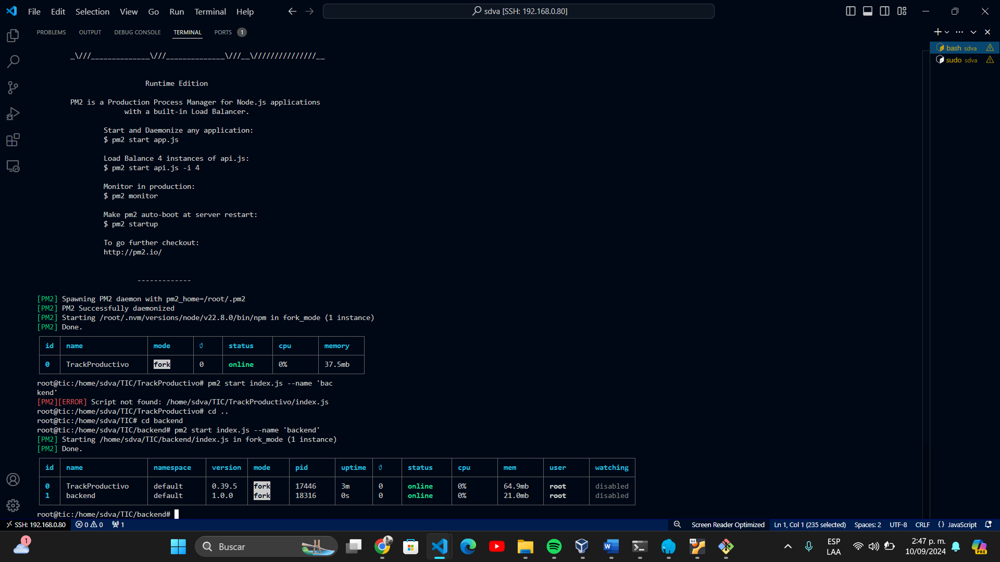 File Edit Selection View Go Run Terminal Help
sdva [SSH: 192.168.0.80]
PROBLEMS OUTPUT DEBUG CONSOLE TERMINAL PORTS 1
bash sdva
sudo sdva
_\///______________\///______________\///__\///////////////__
Runtime Edition
PM2 is a Production Process Manager for Node.js applications
with a built-in Load Balancer.
Start and Daemonize any application:
$ pm2 start app.js
Load Balance 4 instances of api.js:
$ pm2 start api.js -i 4
Monitor in production:
$ pm2 monitor
Make pm2 auto-boot at server restart:
$ pm2 startup
To go further checkout:
http://pm2.io/
-------------
[PM2] Spawning PM2 daemon with pm2_home=/root/.pm2
[PM2] PM2 Successfully daemonized
[PM2] Starting /root/.nvm/versions/node/v22.8.0/bin/npm in fork_mode (1 instance)
[PM2] Done.
id name mode ↺ status cpu memory
0 TrackProductivo fork 0 online 0% 37.5mb
root@tic:/home/sdva/TIC/TrackProductivo# pm2 start index.js --name 'bac
kend'
[PM2][ERROR] Script not found: /home/sdva/TIC/TrackProductivo/index.js
root@tic:/home/sdva/TIC/TrackProductivo# cd ..
root@tic:/home/sdva/TIC# cd backend
root@tic:/home/sdva/TIC/backend# pm2 start index.js --name 'backend'
[PM2] Starting /home/sdva/TIC/backend/index.js in fork_mode (1 instance)
[PM2] Done.
id name namespace version mode pid uptime ↺ status cpu mem user watching
0 TrackProductivo default 0.39.5 fork 17446 3m 0 online 0% 64.9mb root disabled
1 backend default 1.0.0 fork 18316 0s 0 online 0% 21.0mb root disabled
root@tic:/home/sdva/TIC/backend#
SSH: 192.168.0.80 0 0 1 Screen Reader Optimized Ln 1, Col 1 (235 selected) Spaces: 2 UTF-8 CRLF {} JavaScript
1 Buscar 64 ESP 2:47 p. m.
LAA 10/09/2024 PRE